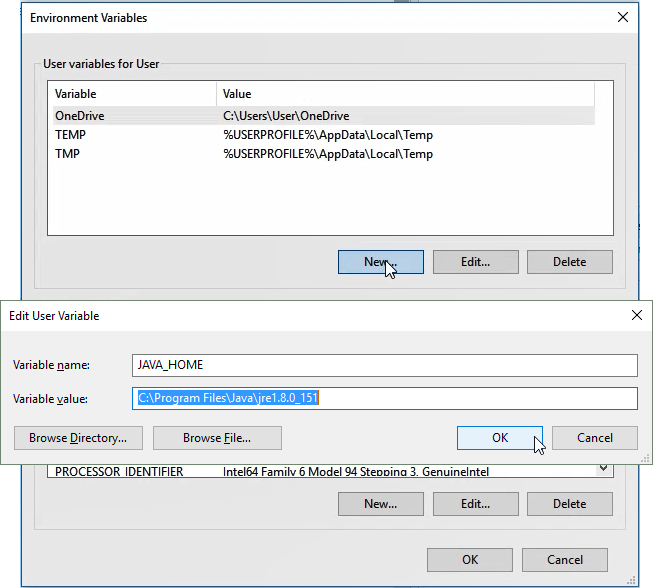 Environment Variables
User variables for User
Variable Value
OneDrive C:\Users\User\OneDrive
TEMP %USERPROFILE%\AppData\Local\Temp
TMP %USERPROFILE%\AppData\Local\Temp
New... Edit... Delete
Edit User Variable
Variable name: JAVA_HOME
Variable value: C:\Program Files\Java\jre1.8.0_151
Browse Directory... Browse File... OK Cancel
PROCESSOR_IDENTIFIER Intel64 Family 6 Model 94 Stepping 3, GenuineIntel
New... Edit... Delete
OK Cancel